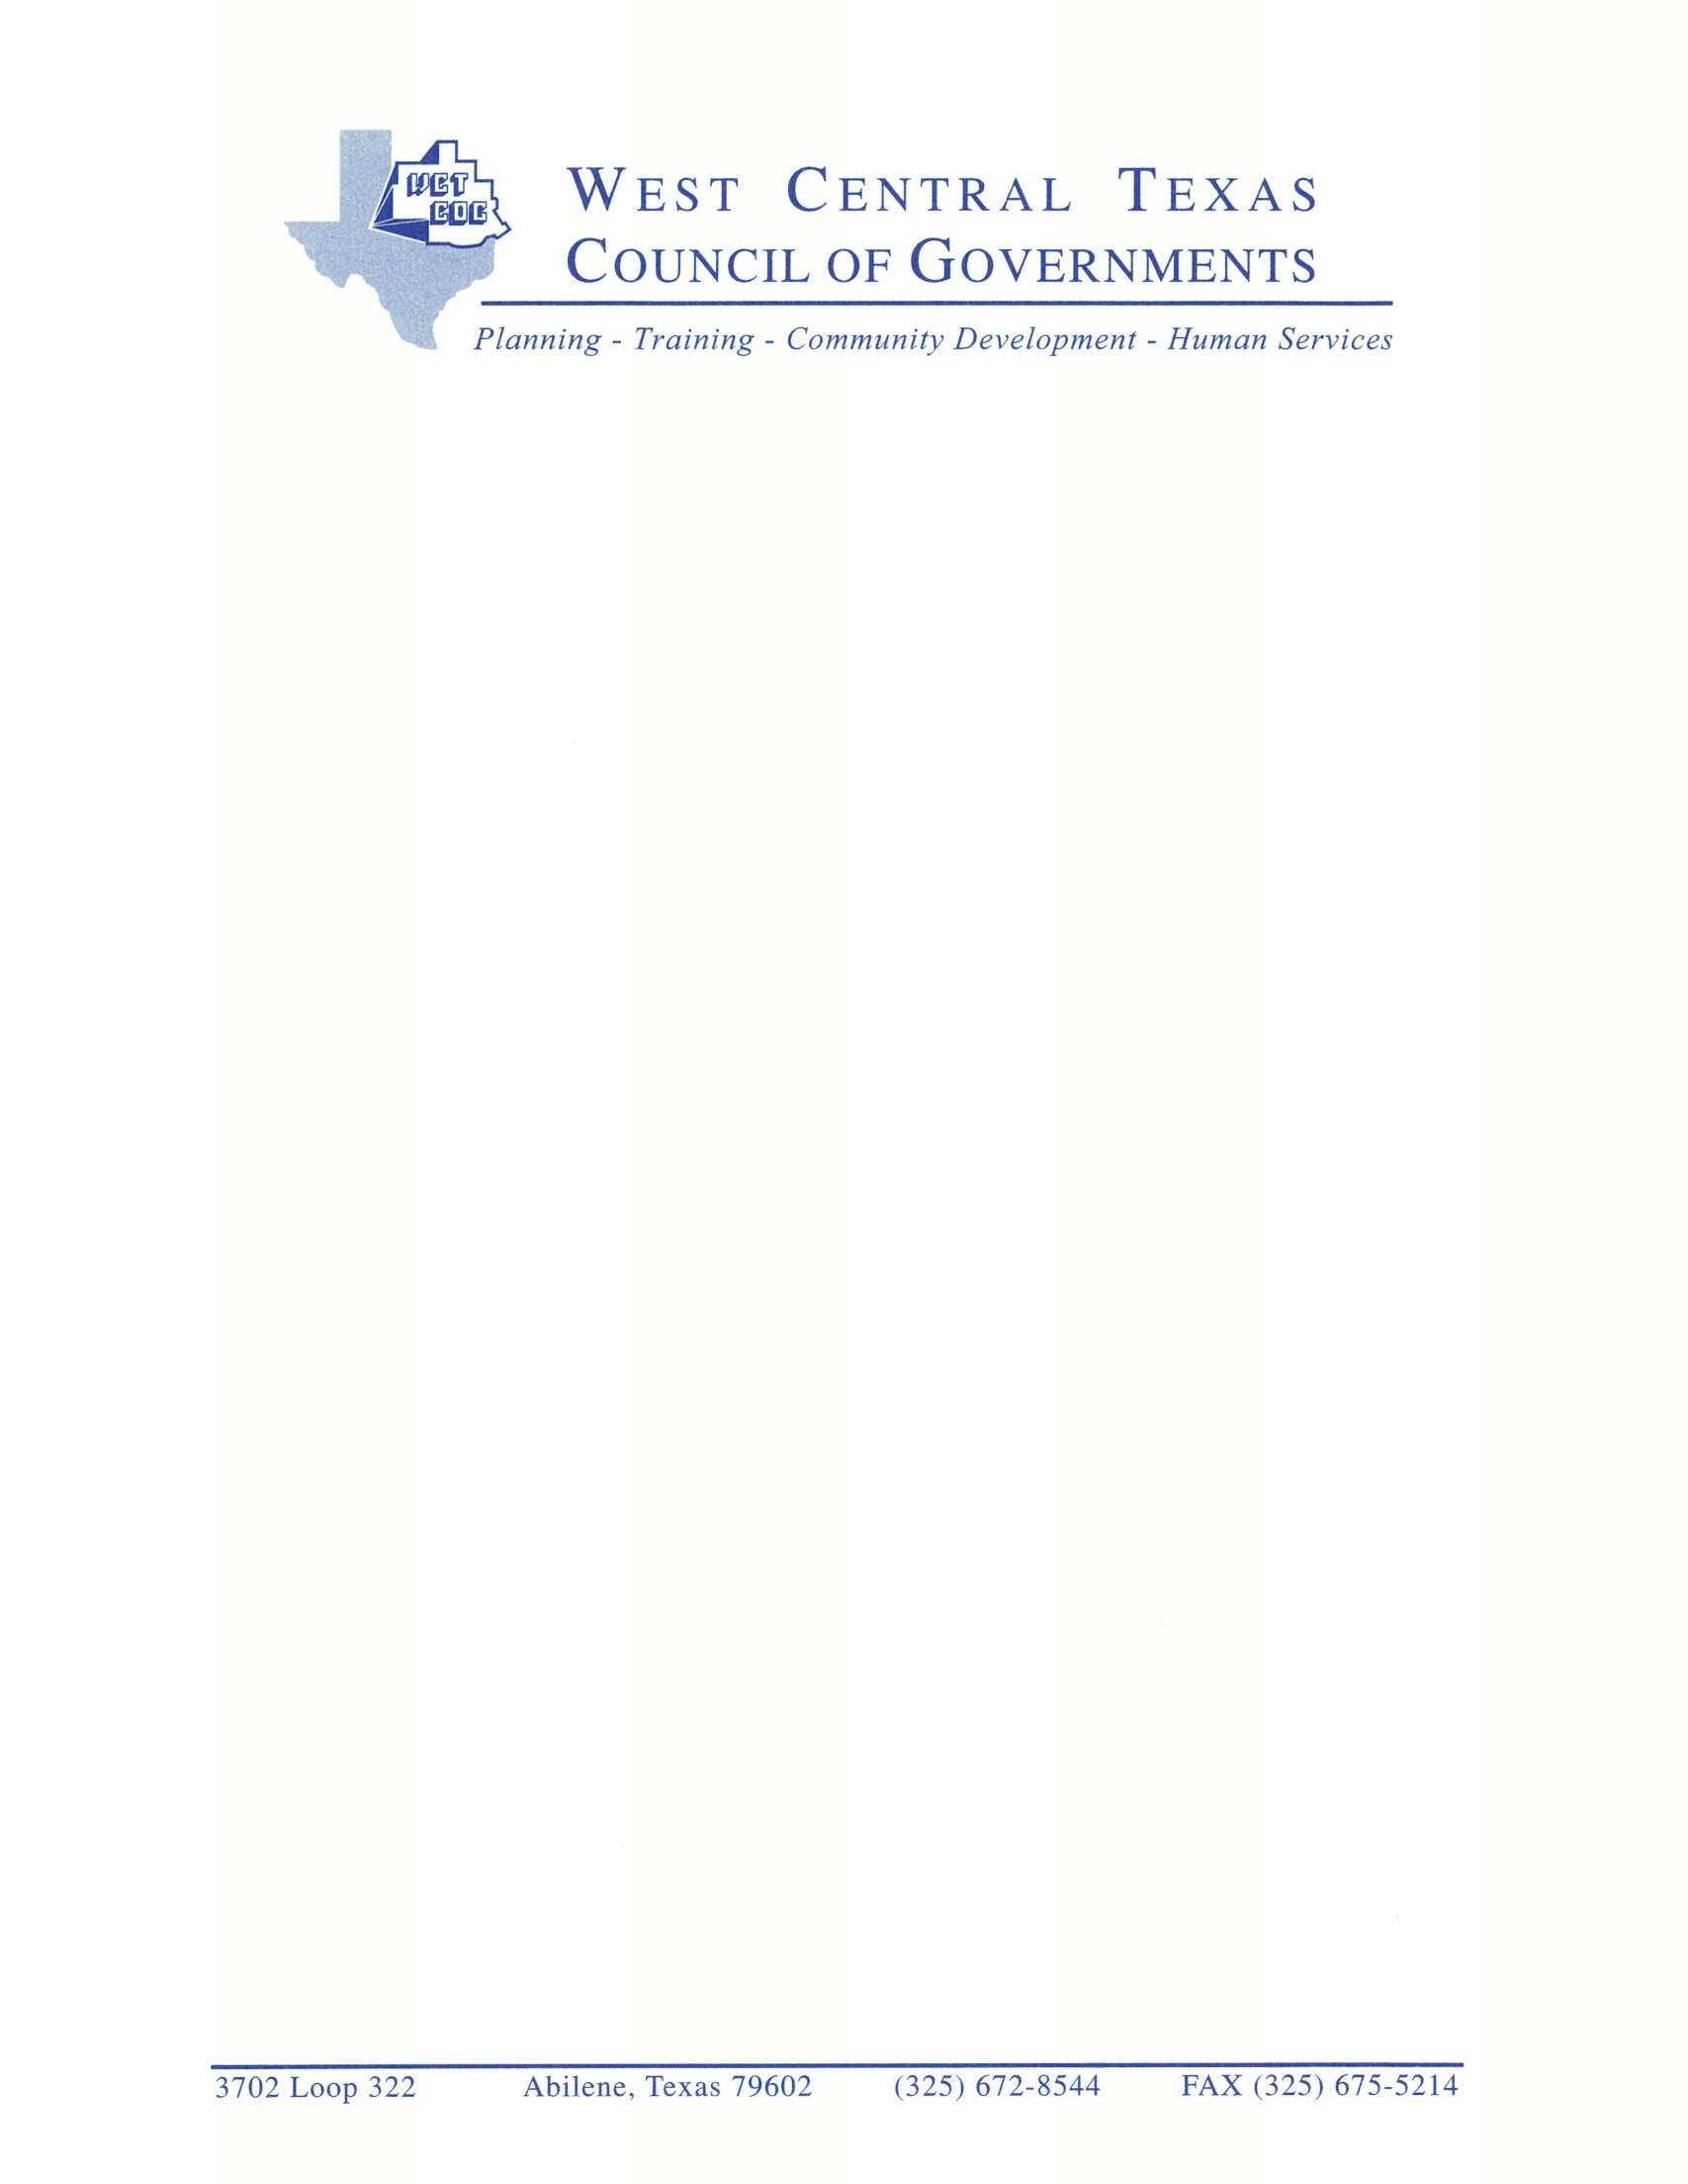 WCT
COG
WEST CENTRAL TEXAS
COUNCIL OF GOVERNMENTS
Planning - Training - Community Development - Human Services
3702 Loop 322 Abilene, Texas 79602 (325) 672-8544 FAX (325) 675-5214